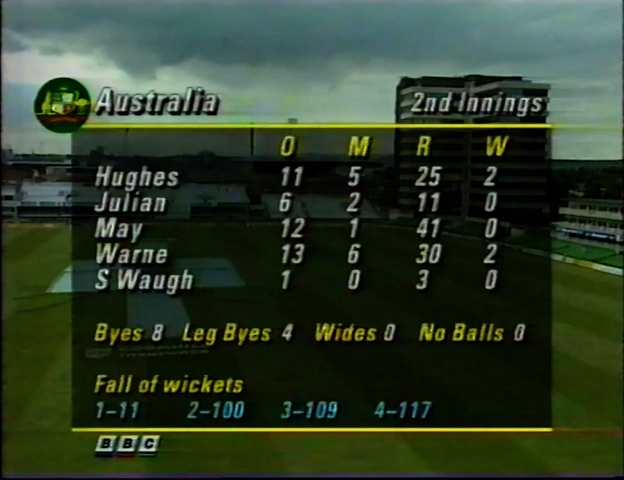 Australia 2nd Innings
O M R W
Hughes 11 5 25 2
Julian 6 2 11 0
May 12 1 41 0
Warne 13 6 30 2
S Waugh 1 0 3 0
Byes 8 Leg Byes 4 Wides 0 No Balls 0
Fall of wickets
1-11 2-100 3-109 4-117
BBC